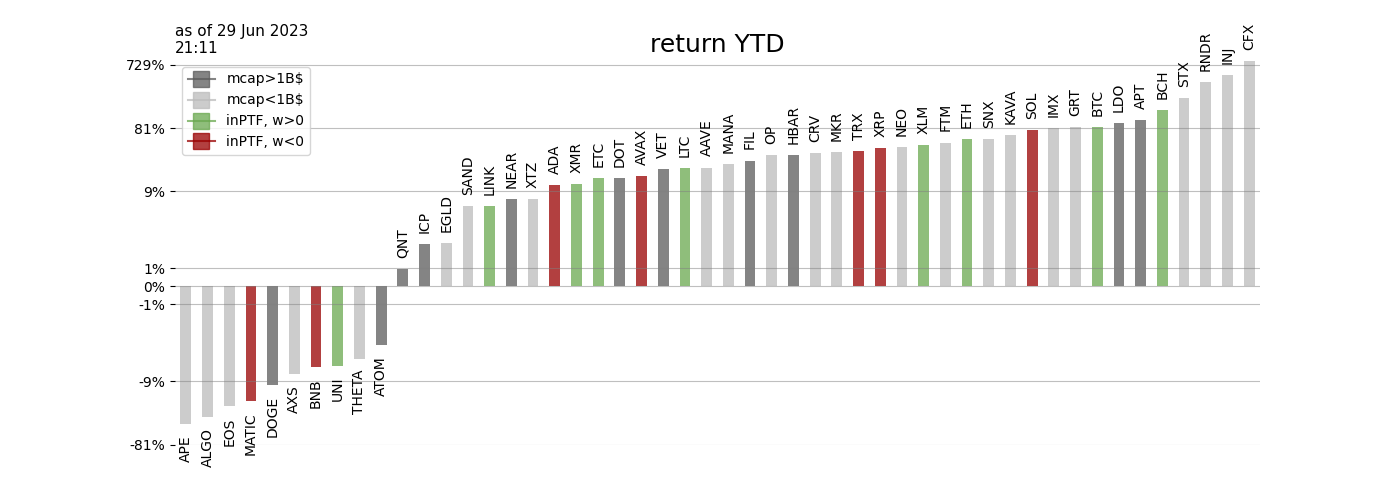 as of 29 Jun 2023
21:11
return YTD
729%
81%
9%
1%
0%
-1%
-9%
-81%
mcap>1B$
mcap<1B$
inPTF, w>0
inPTF, w<0
APE
ALGO
EOS
MATIC
DOGE
AXS
BNB
UNI
THETA
ATOM
QNT
ICP
EGLD
SAND
LINK
NEAR
XTZ
ADA
XMR
ETC
DOT
AVAX
VET
LTC
AAVE
MANA
FIL
OP
HBAR
CRV
MKR
TRX
XRP
NEO
XLM
FTM
ETH
SNX
KAVA
SOL
IMX
GRT
BTC
LDO
APT
BCH
STX
RNDR
INJ
CFX